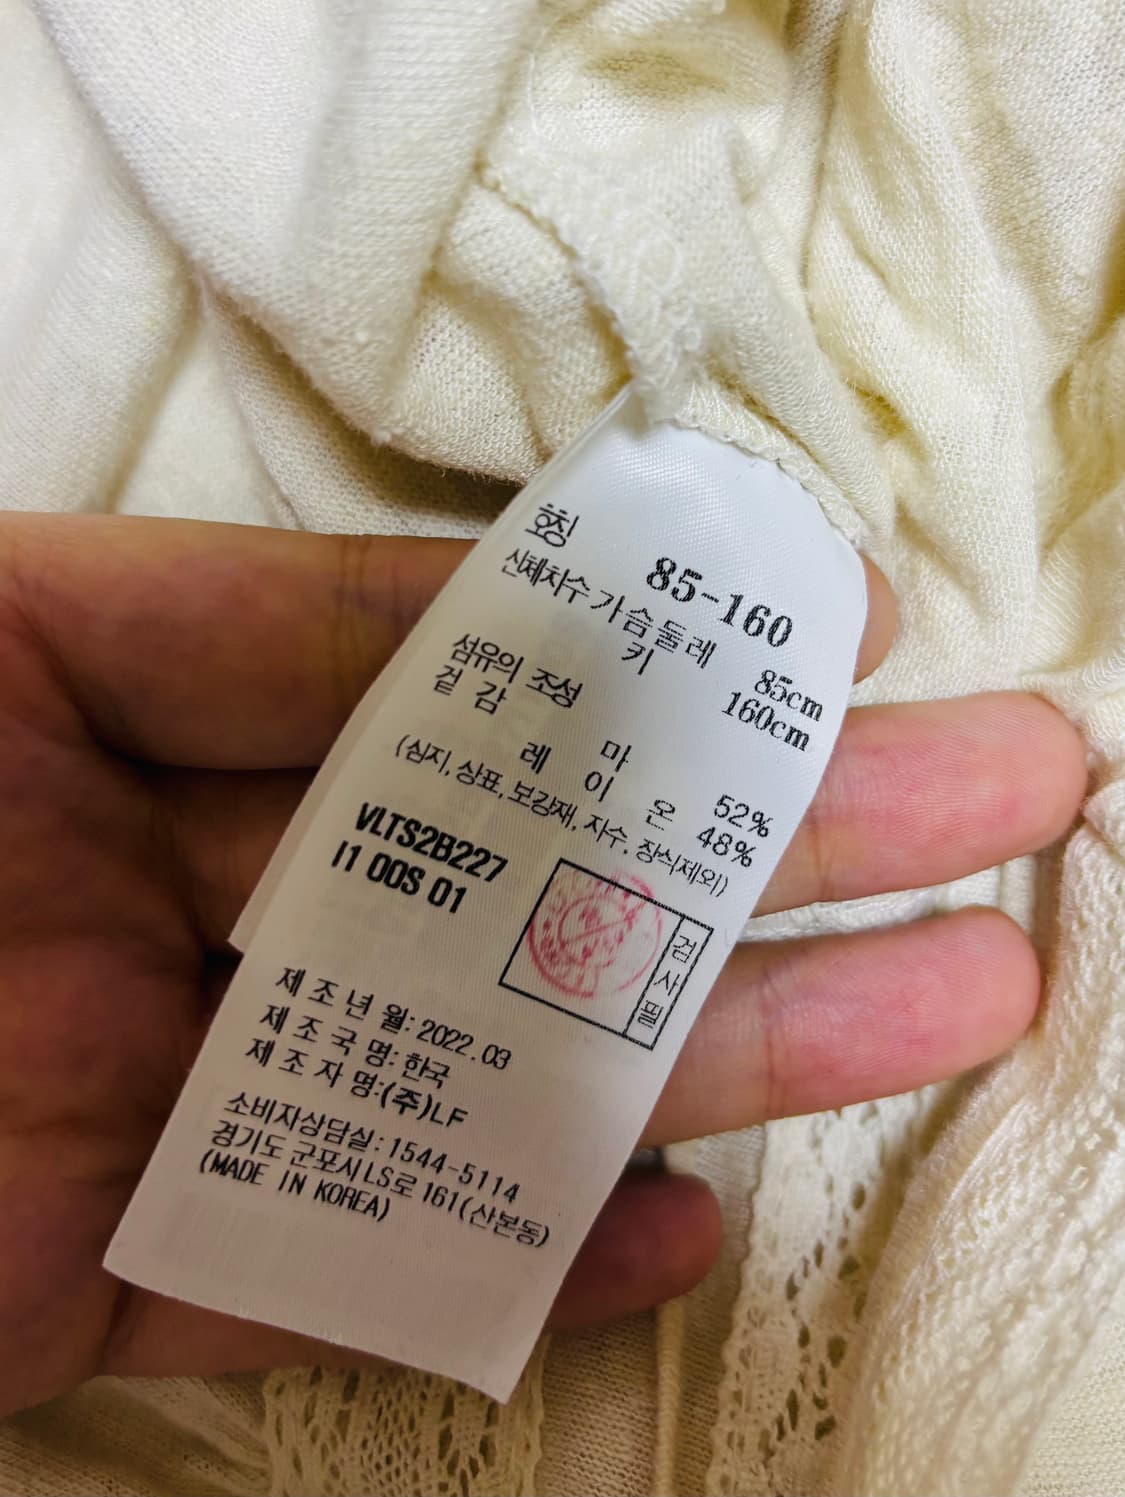 호칭 85-160
신체치수 가슴둘레 85cm
키 160cm
섬유의 조성
겉감
마 52%
레이온 48%
(심지, 상표, 보강재, 자수, 장식제외)
VLTS2B227
I1 00S 01
검사필
제조년월: 2022.03
제조국명: 한국
제조자명:(주)LF
소비자상담실: 1544-5114
경기도 군포시 LS로 161(산본동)
(MADE IN KOREA)